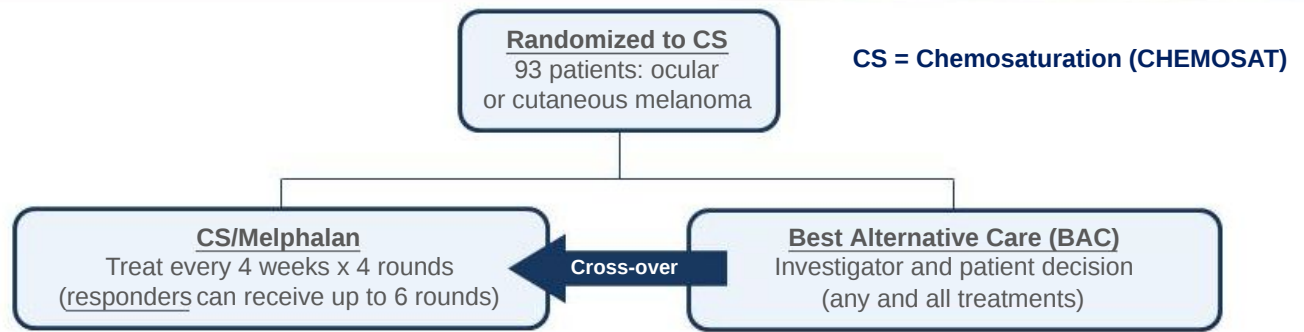 Randomized to CS
93 patients: ocular
or cutaneous melanoma
CS = Chemosaturation (CHEMOSAT)
CS/Melphalan
Treat every 4 weeks x 4 rounds
(responders can receive up to 6 rounds)
Cross-over
Best Alternative Care (BAC)
Investigator and patient decision
(any and all treatments)